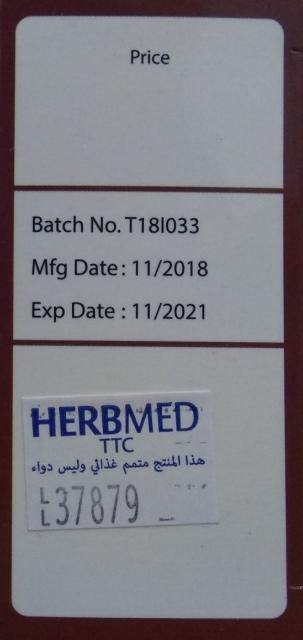 Price
Batch No. T18I033
Mfg Date : 11/2018
Exp Date : 11/2021
HERBMED
TTC
هذا المنتج متمم غذائي وليس دواء
LL 37879